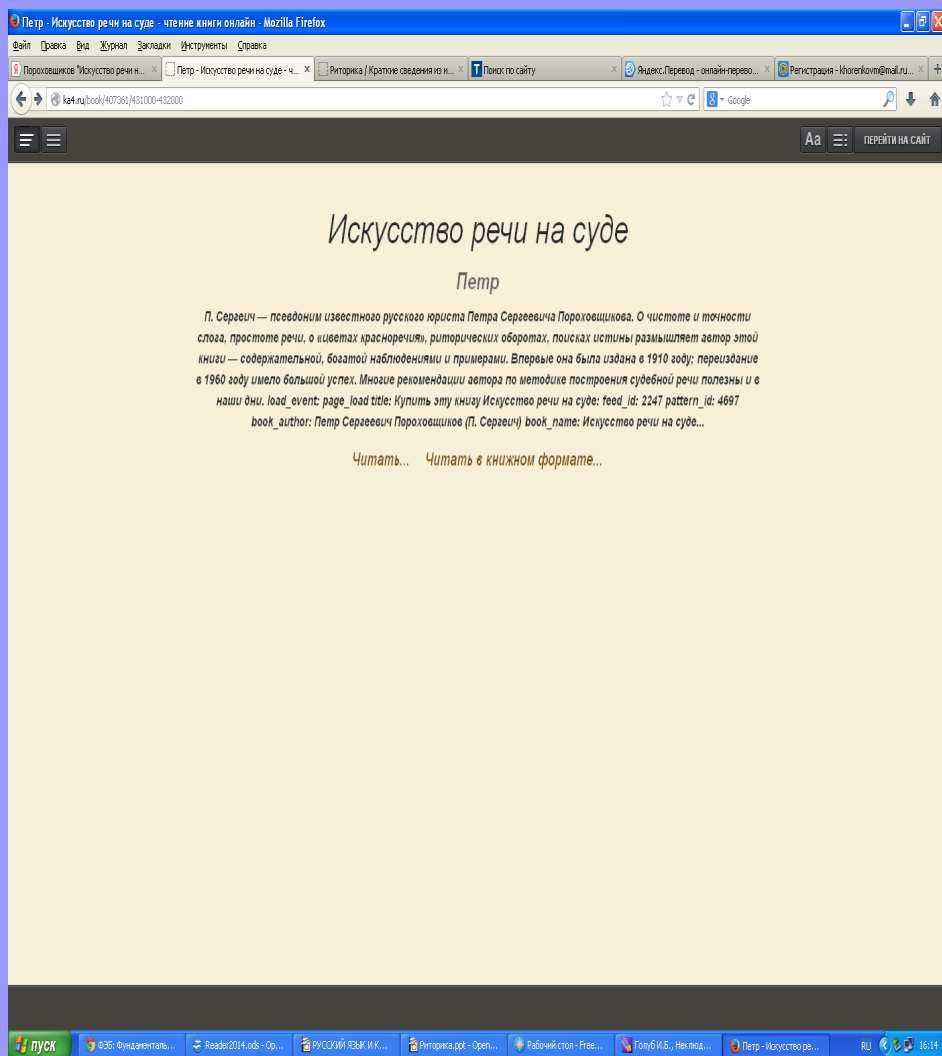 Петр - Искусство речи на суде - чтение книги онлайн - Mozilla Firefox
Файл Правка Вид Журнал Закладки Инструменты Справка
Пороховщиков "Искусство речи н... Петр - Искусство речи на суде - ч... Риторика / Краткие сведения из и... Поиск по сайту Яндекс.Перевод - онлайн-перево... Регистрация - khorenkovm@mail.ru...
ka4.ru/book/407361/431000-432000 Google
Aa ПЕРЕЙТИ НА САЙТ
Искусство речи на суде
Петр
П. Сергеич — псевдоним известного русского юриста Петра Сергеевича Пороховщикова. О чистоте и точности
слога, простоте речи, о «цветах красноречия», риторических оборотах, поисках истины размышляет автор этой
книги — содержательной, богатой наблюдениями и примерами. Впервые она была издана в 1910 году; переиздание
в 1960 году имело большой успех. Многие рекомендации автора по методике построения судебной речи полезны и в
наши дни. load_event: page_load title: Купить эту книгу Искусство речи на суде: feed_id: 2247 pattern_id: 4697
book_author: Петр Сергеевич Пороховщиков (П. Сергеич) book_name: Искусство речи на суде...
Читать... Читать в книжном формате...
пуск ФЭБ: Фундаменталь... Reader2014.ods - Op... РУССКИЙ ЯЗЫК И К... Риторика.ppt - Open... Рабочий стол - Free... Голуб И.Б., Неклюд... Петр - Искусство ре... RU 16:14